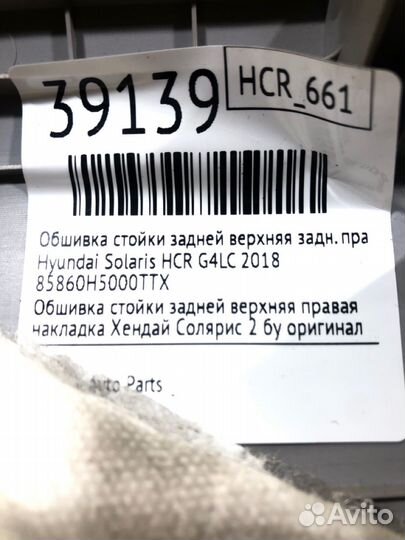 39139
HCR_661
Обшивка стойки задней верхняя задн. пра
Hyundai Solaris HCR G4LC 2018
85860H5000TTX
Обшивка стойки задней верхняя правая
накладка Хендай Солярис 2 бу оригинал
Auto Parts
Avito